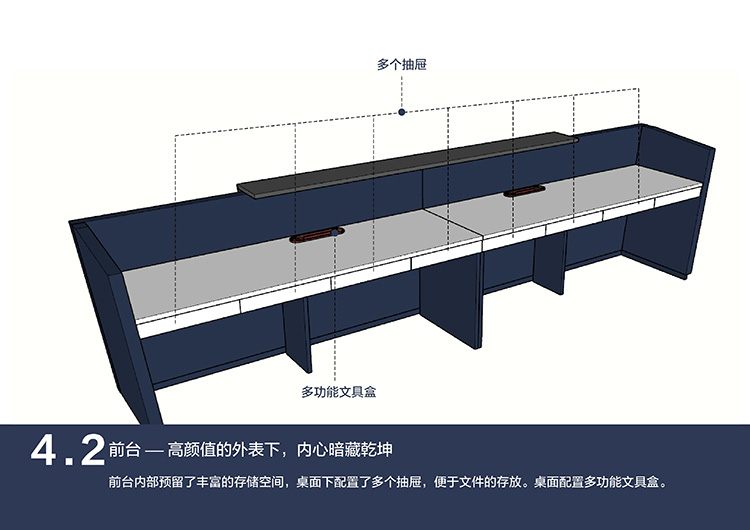 多个抽屉
多功能文具盒
4.2 前台 — 高颜值的外表下，内心暗藏乾坤
前台内部预留了丰富的存储空间，桌面下配置了多个抽屉，便于文件的存放。桌面配置多功能文具盒。